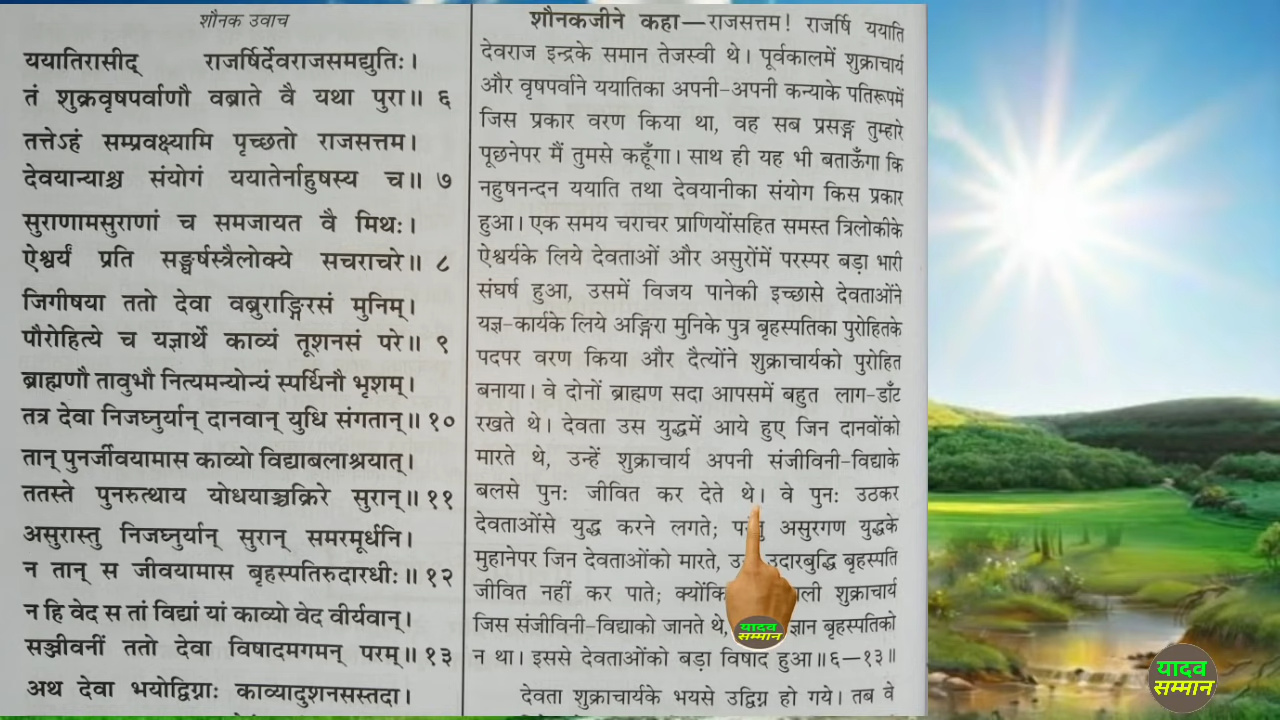 शौनक उवाच
ययातिरासीद् राजर्षिर्देवराजसमद्युतिः।
तं शुक्रवृषपर्वाणौ वव्राते वै यथा पुरा॥ ६
तत्तेऽहं सम्प्रवक्ष्यामि पृच्छतो राजसत्तम।
देवयान्याश्च संयोगं ययातेर्नाहुषस्य च॥ ७
सुराणामसुराणां च समजायत वै मिथः।
ऐश्वर्यं प्रति सङ्घर्षस्त्रैलोक्ये सचराचरे॥ ८
जिगीषया ततो देवा वव्रुराङ्गिरसं मुनिम्।
पौरोहित्ये च यज्ञार्थे काव्यं तूशनसं परे॥ ९
ब्राह्मणौ तावुभौ नित्यमन्योन्यं स्पर्धिनौ भृशम्।
तत्र देवा निजघ्नुर्यान् दानवान् युधि संगतान्॥ १०
तान् पुनर्जीवयामास काव्यो विद्याबलाश्रयात्।
ततस्ते पुनरुत्थाय योधयाञ्चक्रिरे सुरान्॥ ११
असुरास्तु निजघ्नुर्यान् सुरान् समरमूर्धनि।
न तान् स जीवयामास बृहस्पतिरुदारधीः॥ १२
न हि वेद स तां विद्यां यां काव्यो वेद वीर्यवान्।
सञ्जीवनीं ततो देवा विषादमगमन् परम्॥ १३
अथ देवा भयोद्विग्नाः काव्यादुशनसस्तदा।
शौनकजीने कहा—राजसत्तम! राजर्षि ययाति
देवराज इन्द्रके समान तेजस्वी थे। पूर्वकालमें शुक्राचार्य
और वृषपर्वाने ययातिका अपनी-अपनी कन्याके पतिरूपमें
जिस प्रकार वरण किया था, वह सब प्रसङ्ग तुम्हारे
पूछनेपर मैं तुमसे कहूँगा। साथ ही यह भी बताऊँगा कि
नहुषनन्दन ययाति तथा देवयानीका संयोग किस प्रकार
हुआ। एक समय चराचर प्राणियोंसहित समस्त त्रिलोकीके
ऐश्वर्यके लिये देवताओं और असुरोंमें परस्पर बड़ा भारी
संघर्ष हुआ, उसमें विजय पानेकी इच्छासे देवताओंने
यज्ञ-कार्यके लिये अङ्गिरा मुनिके पुत्र बृहस्पतिका पुरोहितके
पदपर वरण किया और दैत्योंने शुक्राचार्यको पुरोहित
बनाया। वे दोनों ब्राह्मण सदा आपसमें बहुत लाग-डाँट
रखते थे। देवता उस युद्धमें आये हुए जिन दानवोंको
मारते थे, उन्हें शुक्राचार्य अपनी संजीविनी-विद्याके
बलसे पुनः जीवित कर देते थे। वे पुनः उठकर
देवताओंसे युद्ध करने लगते; असुरगण युद्धके
मुहानेपर जिन देवताओंको मारते, उदारबुद्धि बृहस्पति
जीवित नहीं कर पाते; क्योंकि शुक्राचार्य
जिस संजीविनी-विद्याको जानते थे, ज्ञान बृहस्पतिको
न था। इससे देवताओंको बड़ा विषाद हुआ॥ ६—१३॥
देवता शुक्राचार्यके भयसे उद्विग्न हो गये। तब वे
यादव
सम्मान
यादव
सम्मान